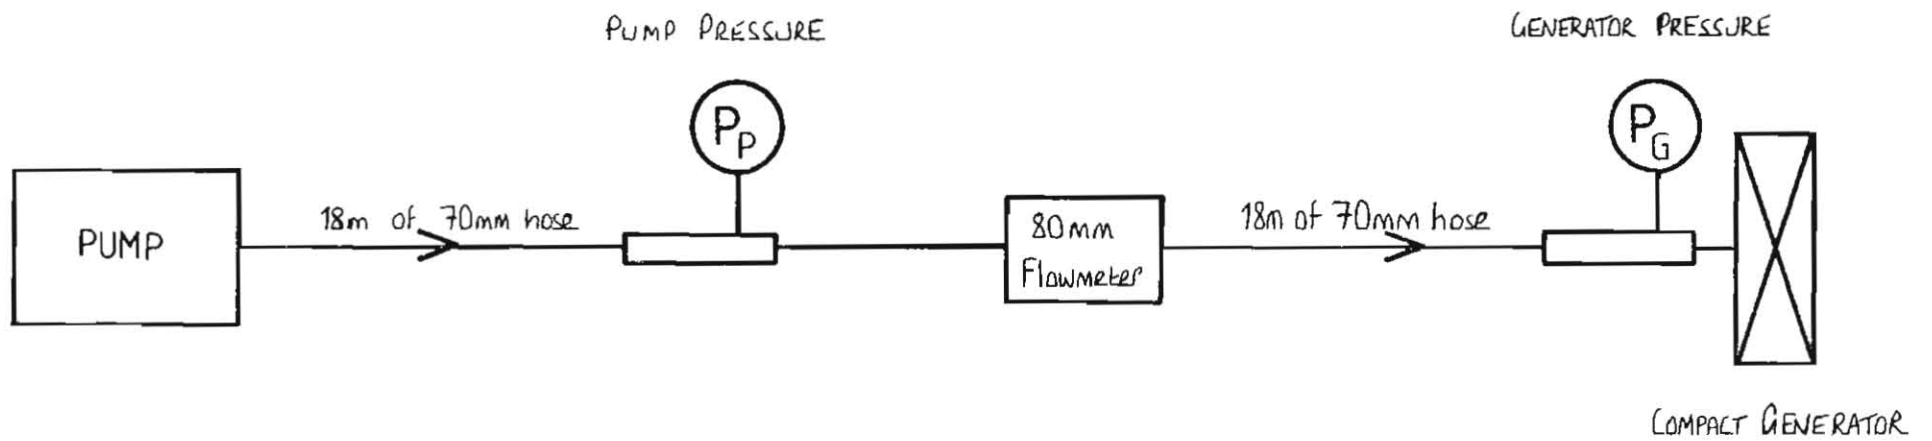 PUMP PRESSURE
GENERATOR PRESSURE
PP
PG
PUMP
18m of 70mm hose
80mm
Flowmeter
18m of 70mm hose
COMPACT GENERATOR